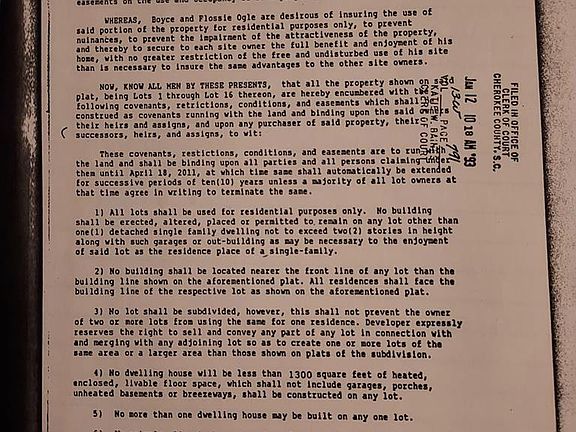 easements on the use and
WHEREAS, Boyce and Flossie Ogle are desirous of insuring the use of
said portion of the property for residential purposes only, to prevent
nuinances, to prevent the impairment of the attractiveness of the property,
and thereby to secure to each site owner the full benefit and enjoyment of his
home, with no greater restriction of the free and undisturbed use of his site
than is necessary to insure the same advantages to the other site owners.
NOW, KNOW ALL MEN BY THESE PRESENTS, that all the property shown on said
plat, being Lots 1 through Lot 16 thereon, are hereby encumbered with the
following covenants, retrictions, conditions, and easements which shall be
construed as covenants running with the land and binding upon the said
their heirs and assigns, and upon any purchaser of said property, their
successors, heirs, and assigns, to wit:
These covenants, restrictions, conditions, and easements are to run
the land and shall be binding upon all parties and all persons claiming under
them until April 18, 2011, at which time same shall automatically be extended
for successive periods of ten(10) years unless a majority of all lot owners at
that time agree in writing to terminate the same.
1) All lots shall be used for residential purposes only. No building
shall be erected, altered, placed or permitted to remain on any lot other than
one(1) detached single family dwelling not to exceed two(2) stories in height
along with such garages or out-building as may be necessary to the enjoyment
of said lot as the residence place of a single-family.
2) No building shall be located nearer the front line of any lot than the
building line shown on the aforementioned plat. All residences shall face the
building line of the respective lot as shown on the aforementioned plat.
3) No lot shall be subdivided, however, this shall not prevent the owner
of two or more lots from using the same for one residence. Developer expressly
reserves the right to sell and convey any part of any lot in connection with
and merging with any adjoining lot so as to create one or more lots of the
same area or a larger area than those shown on plats of the subdivision.
4) No dwelling house will be less 1300 square feet of heated,
enclosed, livable floor space, which shall not include garages, porches,
unheated basements or breezeways, shall be constructed on any lot.
5) No more than one dwelling house may be built on any one lot.
FILED IN OFFICE OF
CLERK OF COURT
CHEROKEE COUNTY, S.C.
JAN 12 10 28 AM '93